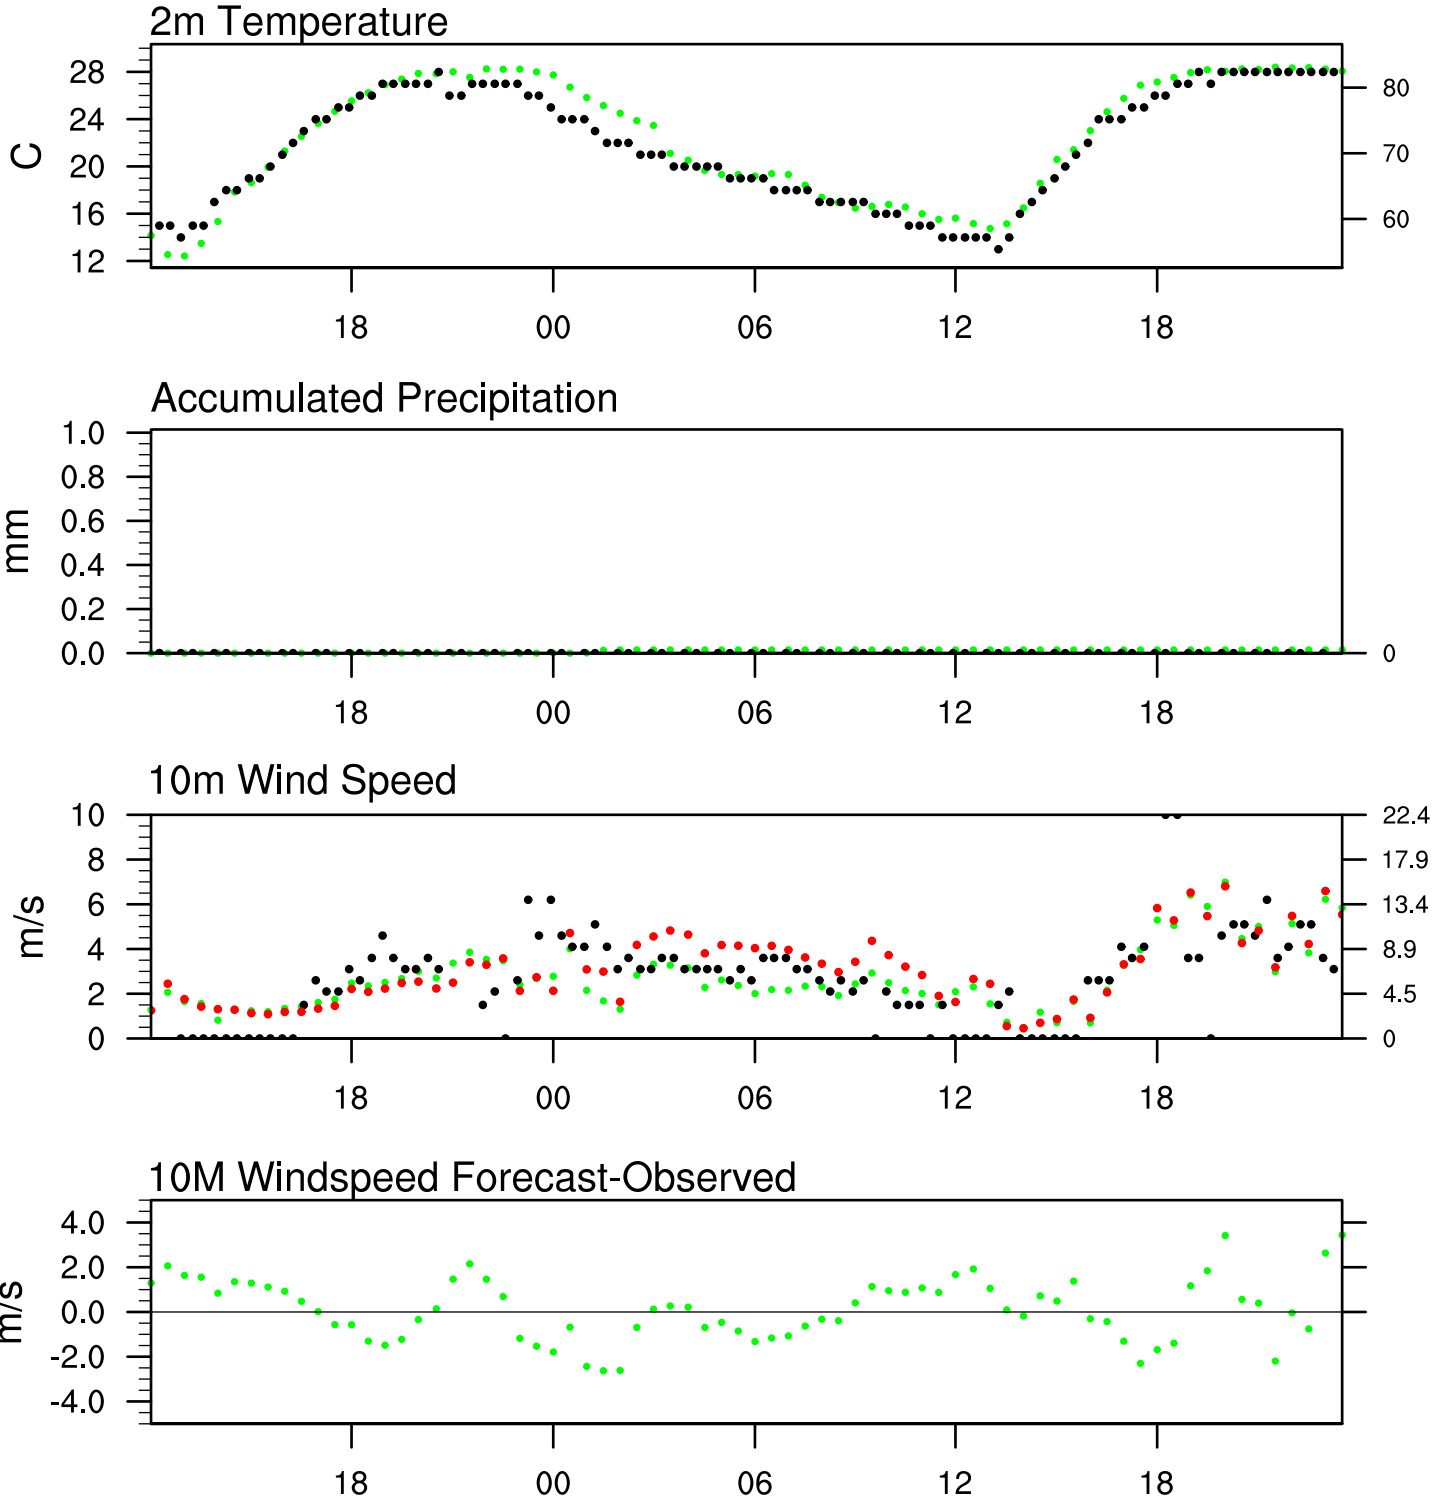 2m Temperature
28 80
24
C
20 70
16 60
12
18 00 06 12 18
Accumulated Precipitation
1.0
0.8
0.6
mm
0.4
0.2
0.0 0
18 00 06 12 18
10m Wind Speed
10 22.4
8 17.9
6 13.4
m/s
4 8.9
2 4.5
0 0
18 00 06 12 18
10M Windspeed Forecast-Observed
4.0
2.0
0.0
m/s
-2.0
-4.0
18 00 06 12 18